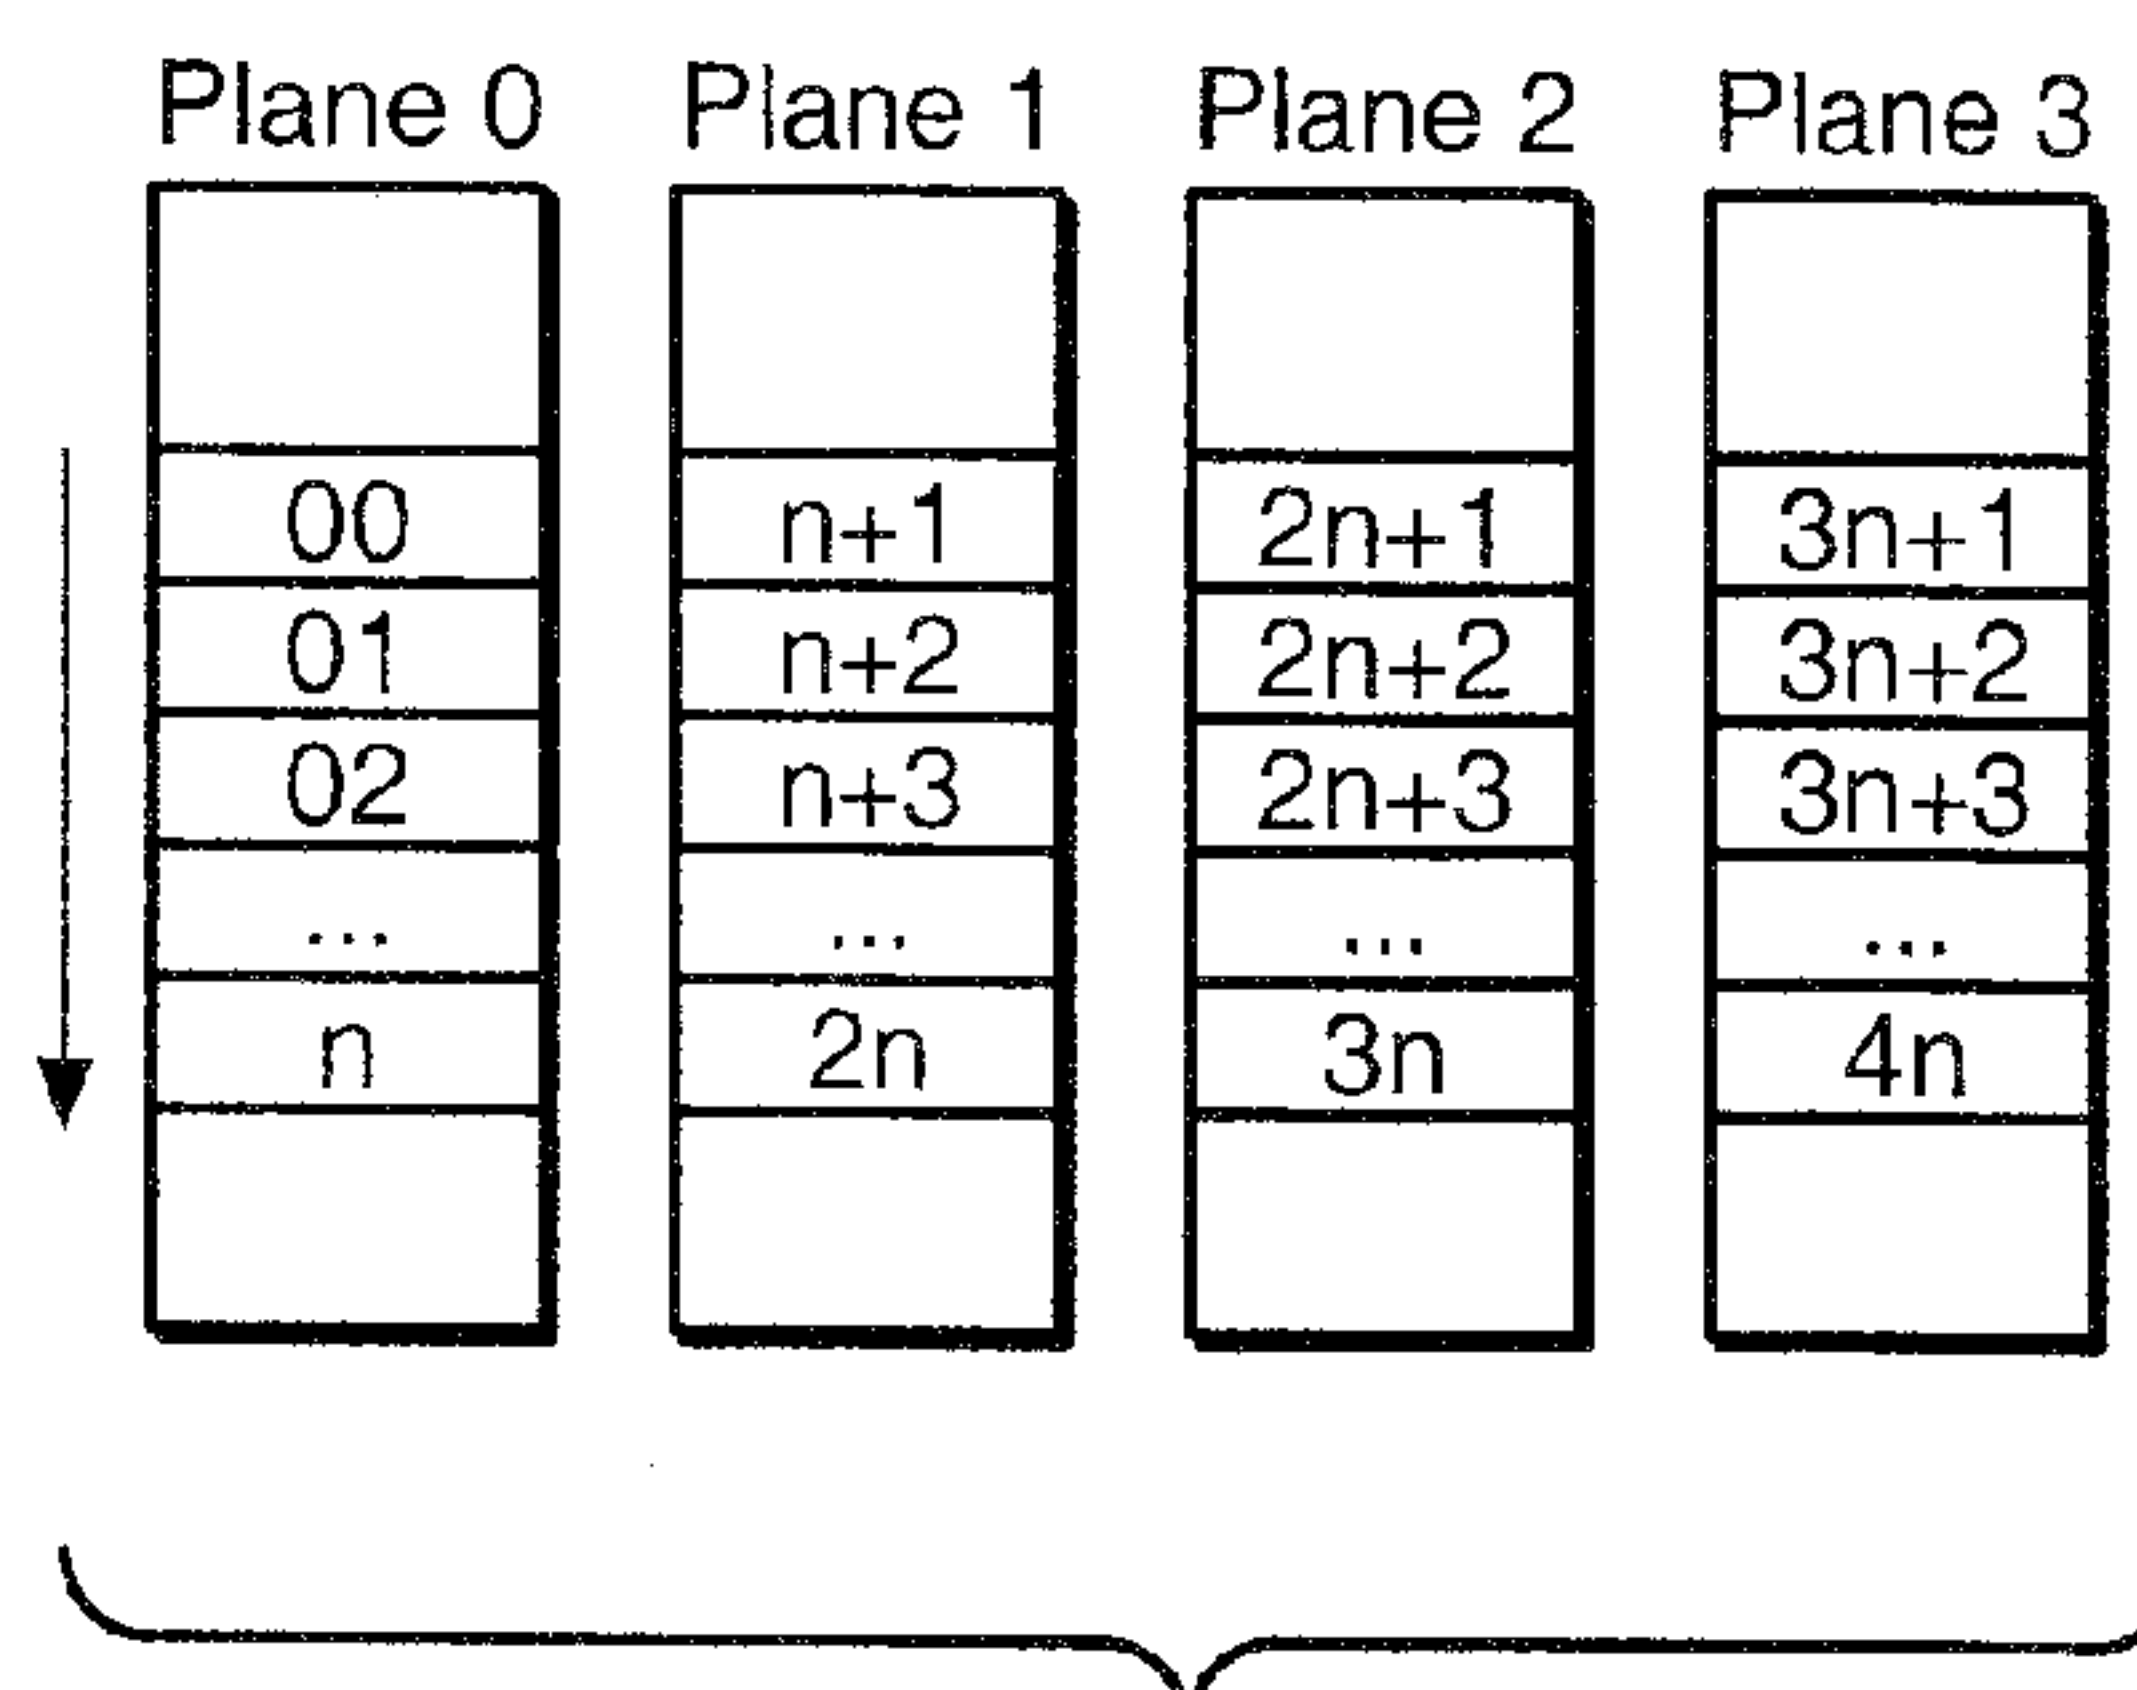 Plane 0 Plane 1 Plane 2 Plane 3
00 n+1 2n+1 3n+1
01 n+2 2n+2 3n+2
02 n+3 2n+3 3n+3
... ... ... ...
n 2n 3n 4n